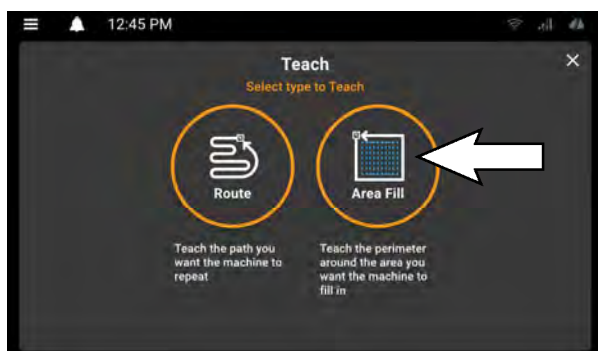 12:45 PM
Teach
Select type to Teach
Route
Area Fill
Teach the path you
want the machine to
repeat
Teach the perimeter
around the area you
want the machine to
fill in